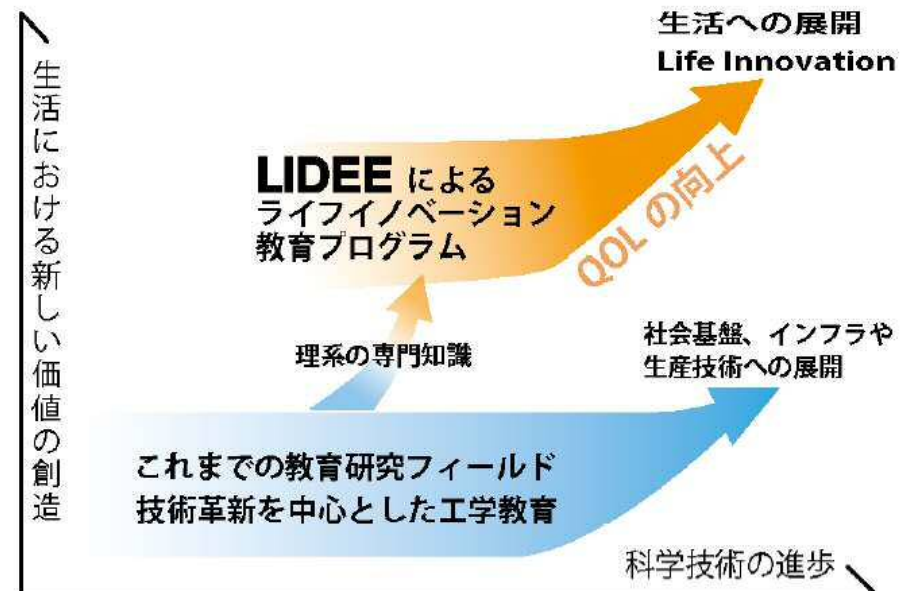 生活における新しい価値の創造
生活への展開
Life Innovation
LIDEE による
ライフイノベーション
教育プログラム
QOL の向上
理系の専門知識
社会基盤、インフラや
生産技術への展開
これまでの教育研究フィールド
技術革新を中心とした工学教育
科学技術の進歩